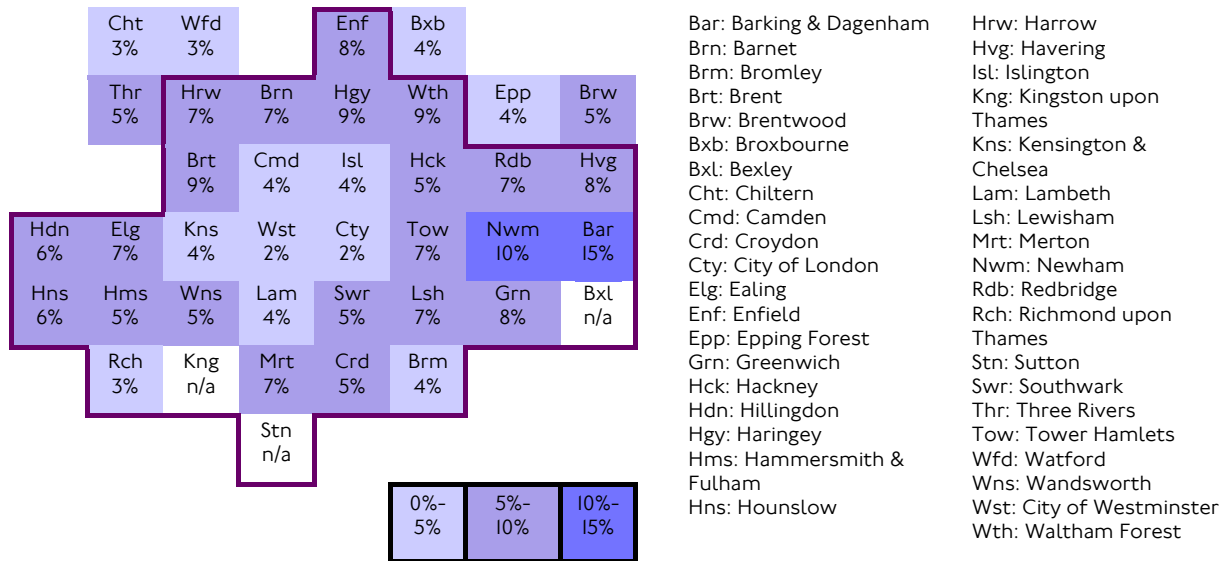 Cht Wfd Enf Bxb
3% 3% 8% 4%
Thr Hrw Brn Hgy Wth Epp Brw
5% 7% 7% 9% 9% 4% 5%
Brt Cmd Isl Hck Rdb Hvg
9% 4% 4% 5% 7% 8%
Hdn Elg Kns Wst Cty Tow Nwm Bar
6% 7% 4% 2% 2% 7% 10% 15%
Hns Hms Wns Lam Swr Lsh Grn Bxl
6% 5% 5% 4% 5% 7% 8% n/a
Rch Kng Mrt Crd Brm
3% n/a 7% 5% 4%
Stn
n/a
0%- 5%- 10%-
5% 10% 15%
Bar: Barking & Dagenham
Brn: Barnet
Brm: Bromley
Brt: Brent
Brw: Brentwood
Bxb: Broxbourne
Bxl: Bexley
Cht: Chiltern
Cmd: Camden
Crd: Croydon
Cty: City of London
Elg: Ealing
Enf: Enfield
Epp: Epping Forest
Grn: Greenwich
Hck: Hackney
Hdn: Hillingdon
Hgy: Haringey
Hms: Hammersmith &
Fulham
Hns: Hounslow
Hrw: Harrow
Hvg: Havering
Isl: Islington
Kng: Kingston upon
Thames
Kns: Kensington &
Chelsea
Lam: Lambeth
Lsh: Lewisham
Mrt: Merton
Nwm: Newham
Rdb: Redbridge
Rch: Richmond upon
Thames
Stn: Sutton
Swr: Southwark
Thr: Three Rivers
Tow: Tower Hamlets
Wfd: Watford
Wns: Wandsworth
Wst: City of Westminster
Wth: Waltham Forest